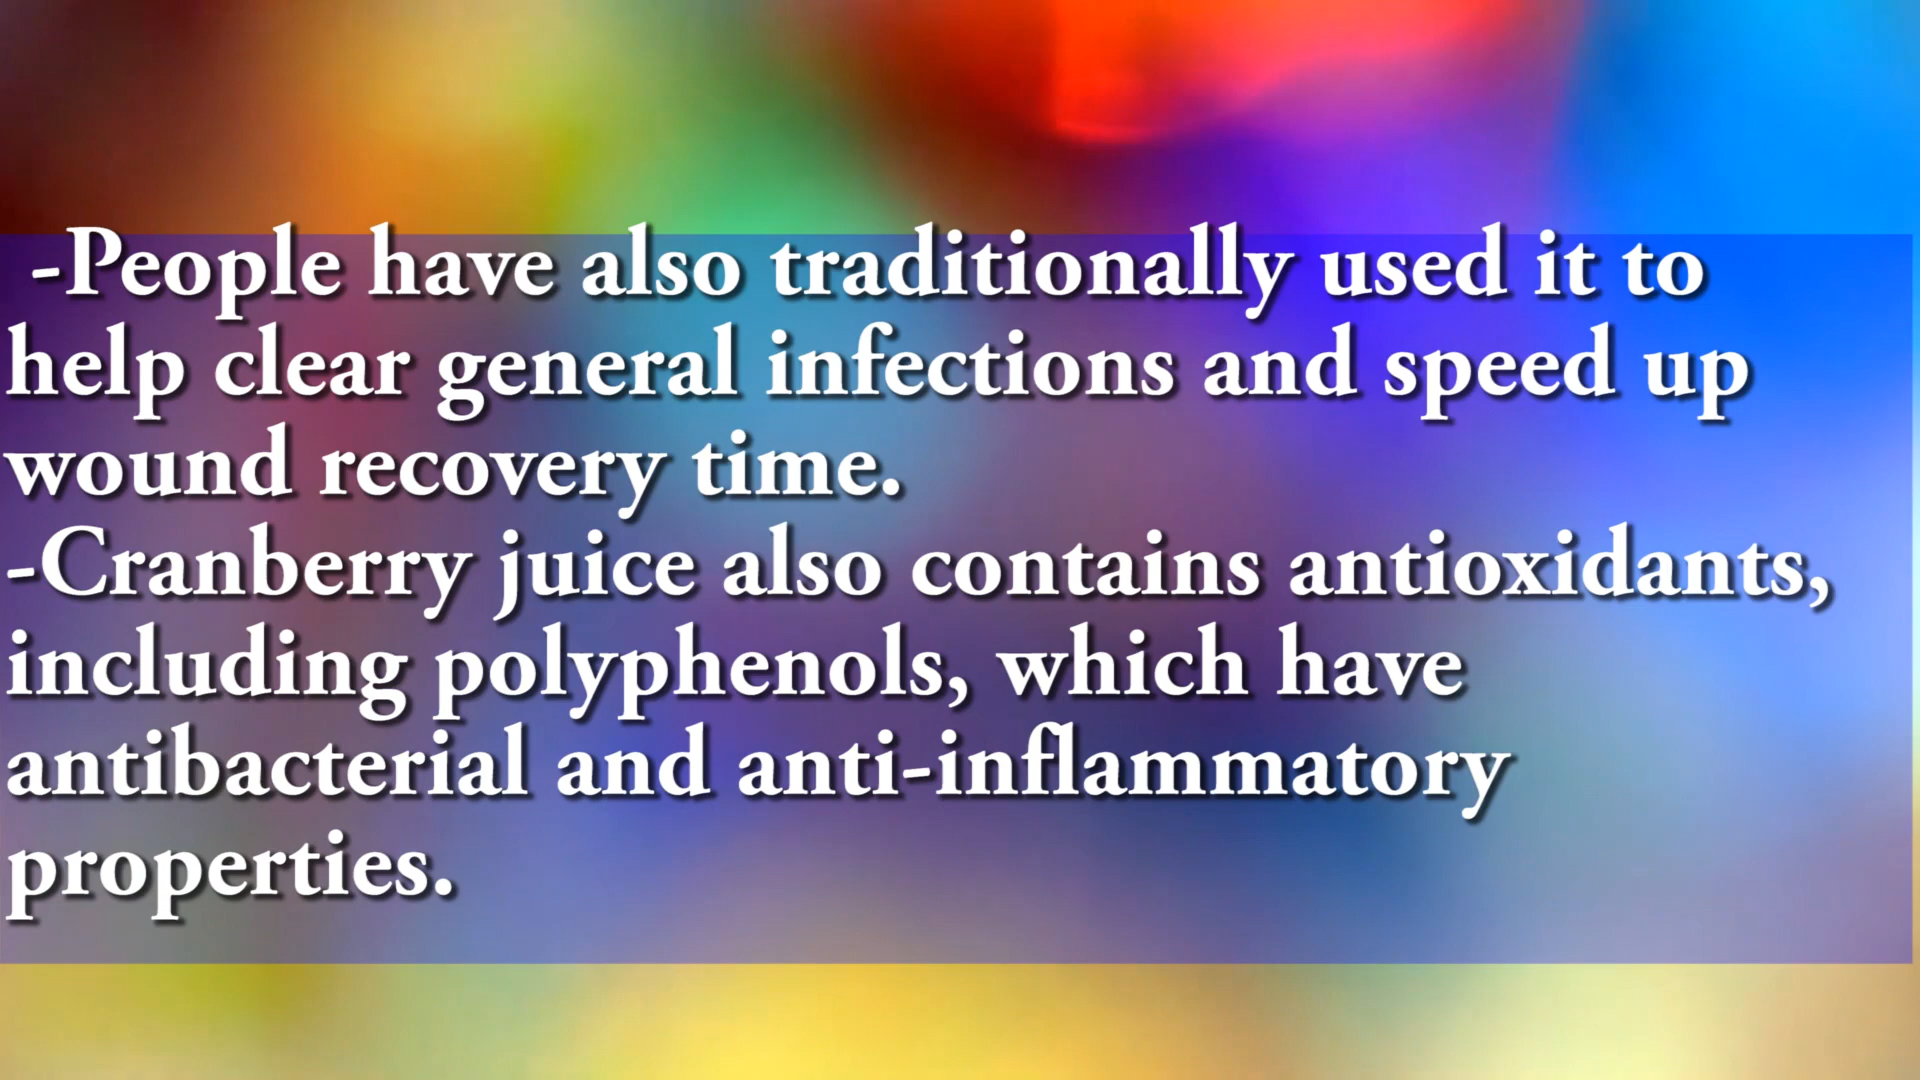 -People have also traditionally used it to
help clear general infections and speed up
wound recovery time.
-Cranberry juice also contains antioxidants,
including polyphenols, which have
antibacterial and anti-inflammatory
properties.